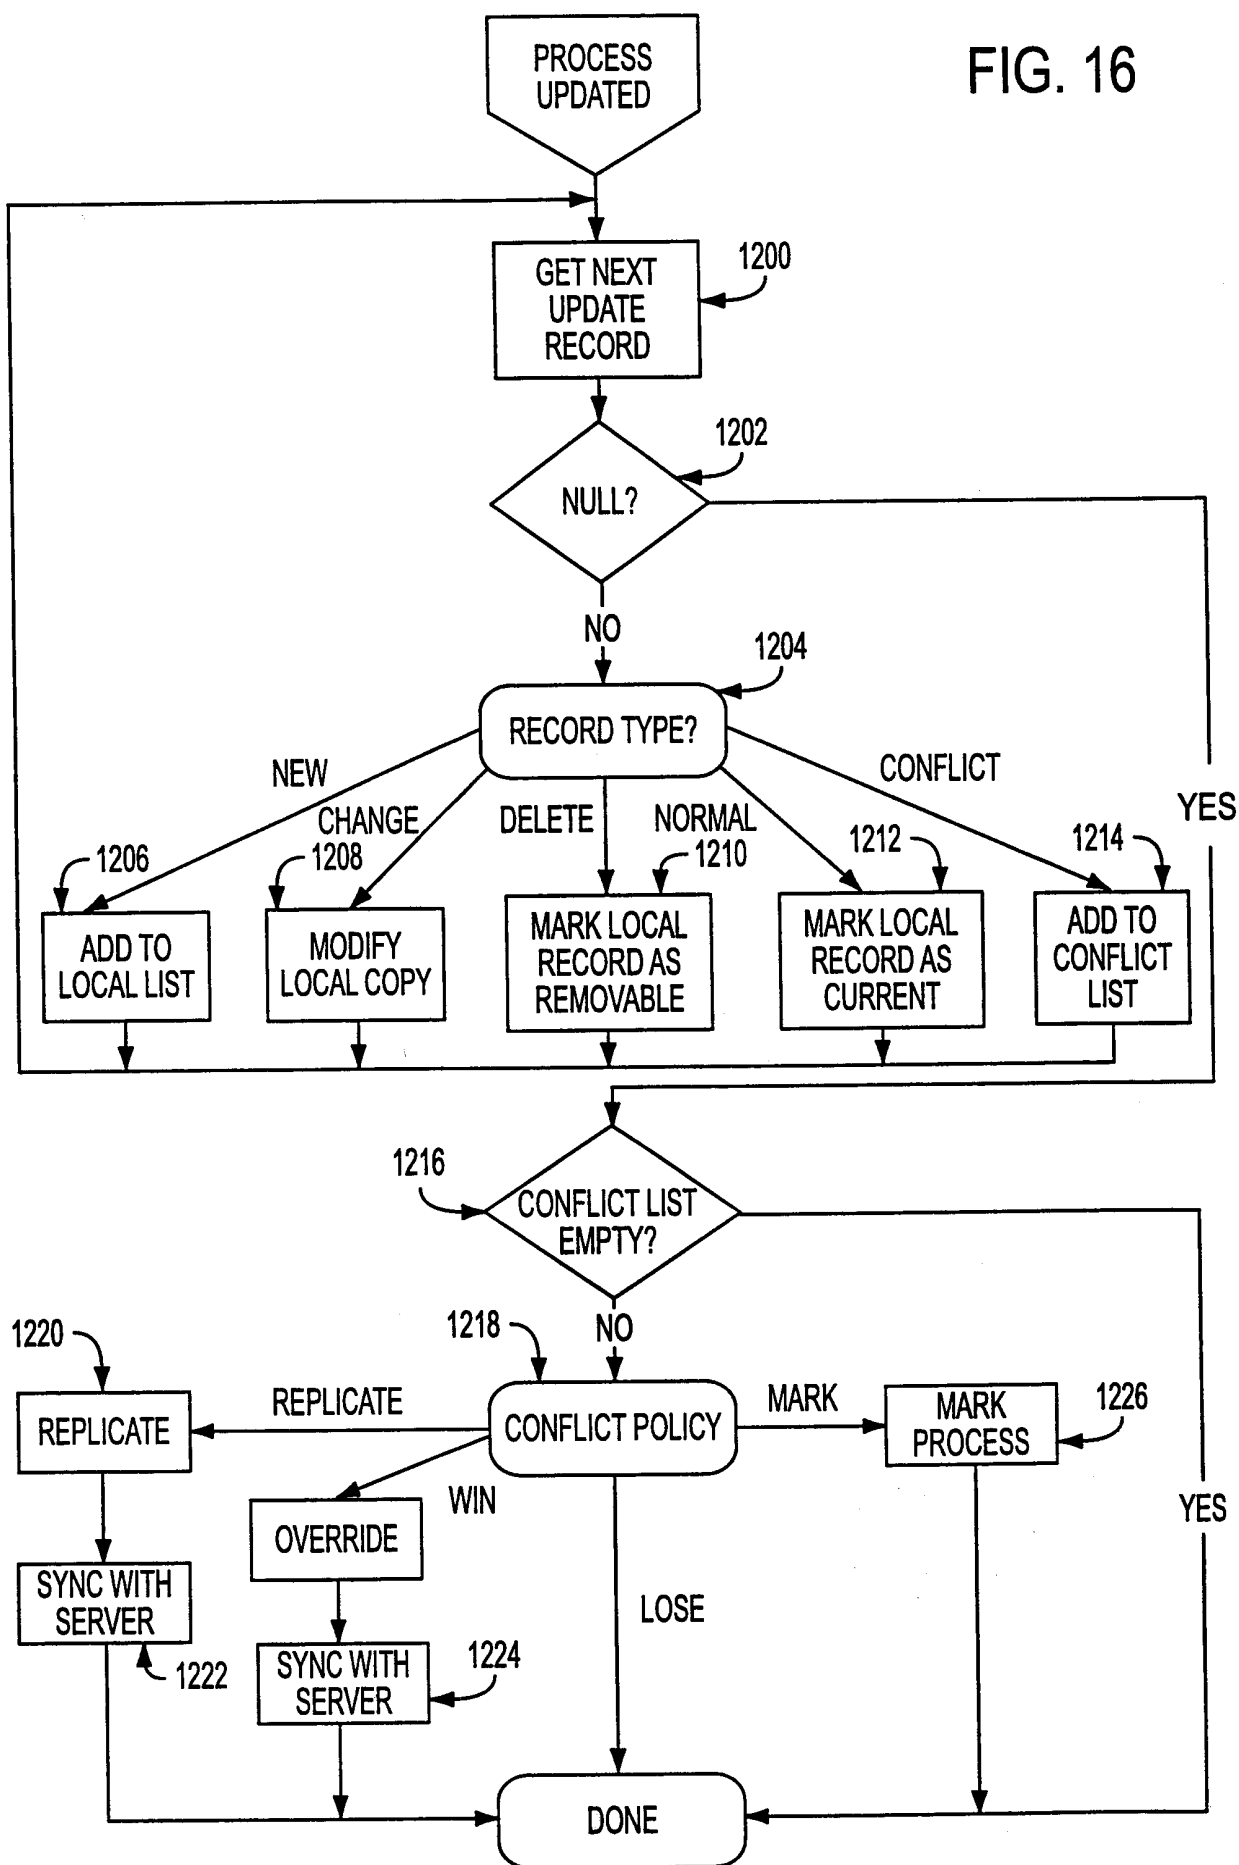 PROCESS
UPDATED
FIG. 16
GET NEXT
UPDATE
RECORD
1200
1202
NULL?
NO
1204
RECORD TYPE?
NEW
CHANGE
DELETE
NORMAL
CONFLICT
YES
1206
1208
1210
1212
1214
ADD TO
LOCAL LIST
MODIFY
LOCAL COPY
MARK LOCAL
RECORD AS
REMOVABLE
MARK LOCAL
RECORD AS
CURRENT
ADD TO
CONFLICT
LIST
1216
CONFLICT LIST
EMPTY?
NO
1218
1220
REPLICATE
REPLICATE
CONFLICT POLICY
MARK
MARK
PROCESS
1226
WIN
OVERRIDE
YES
SYNC WITH
SERVER
1222
LOSE
SYNC WITH
SERVER
1224
DONE